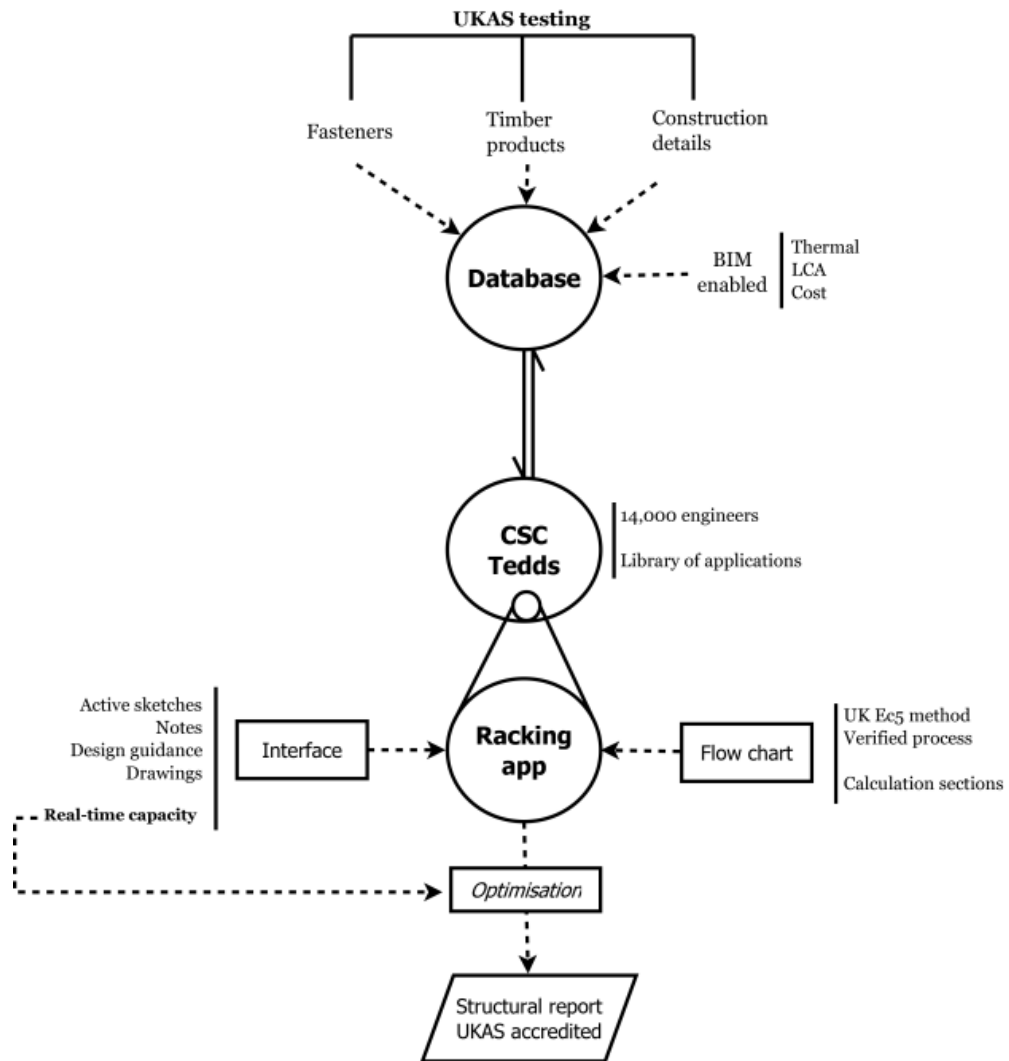 UKAS testing
Fasteners
Timber
products
Construction
details
Database
BIM
enabled
Thermal
LCA
Cost
CSC
Tedds
14,000 engineers
Library of applications
Active sketches
Notes
Design guidance
Drawings
Real-time capacity
Interface
Racking
app
Flow chart
UK Ec5 method
Verified process
Calculation sections
Optimisation
Structural report
UKAS accredited